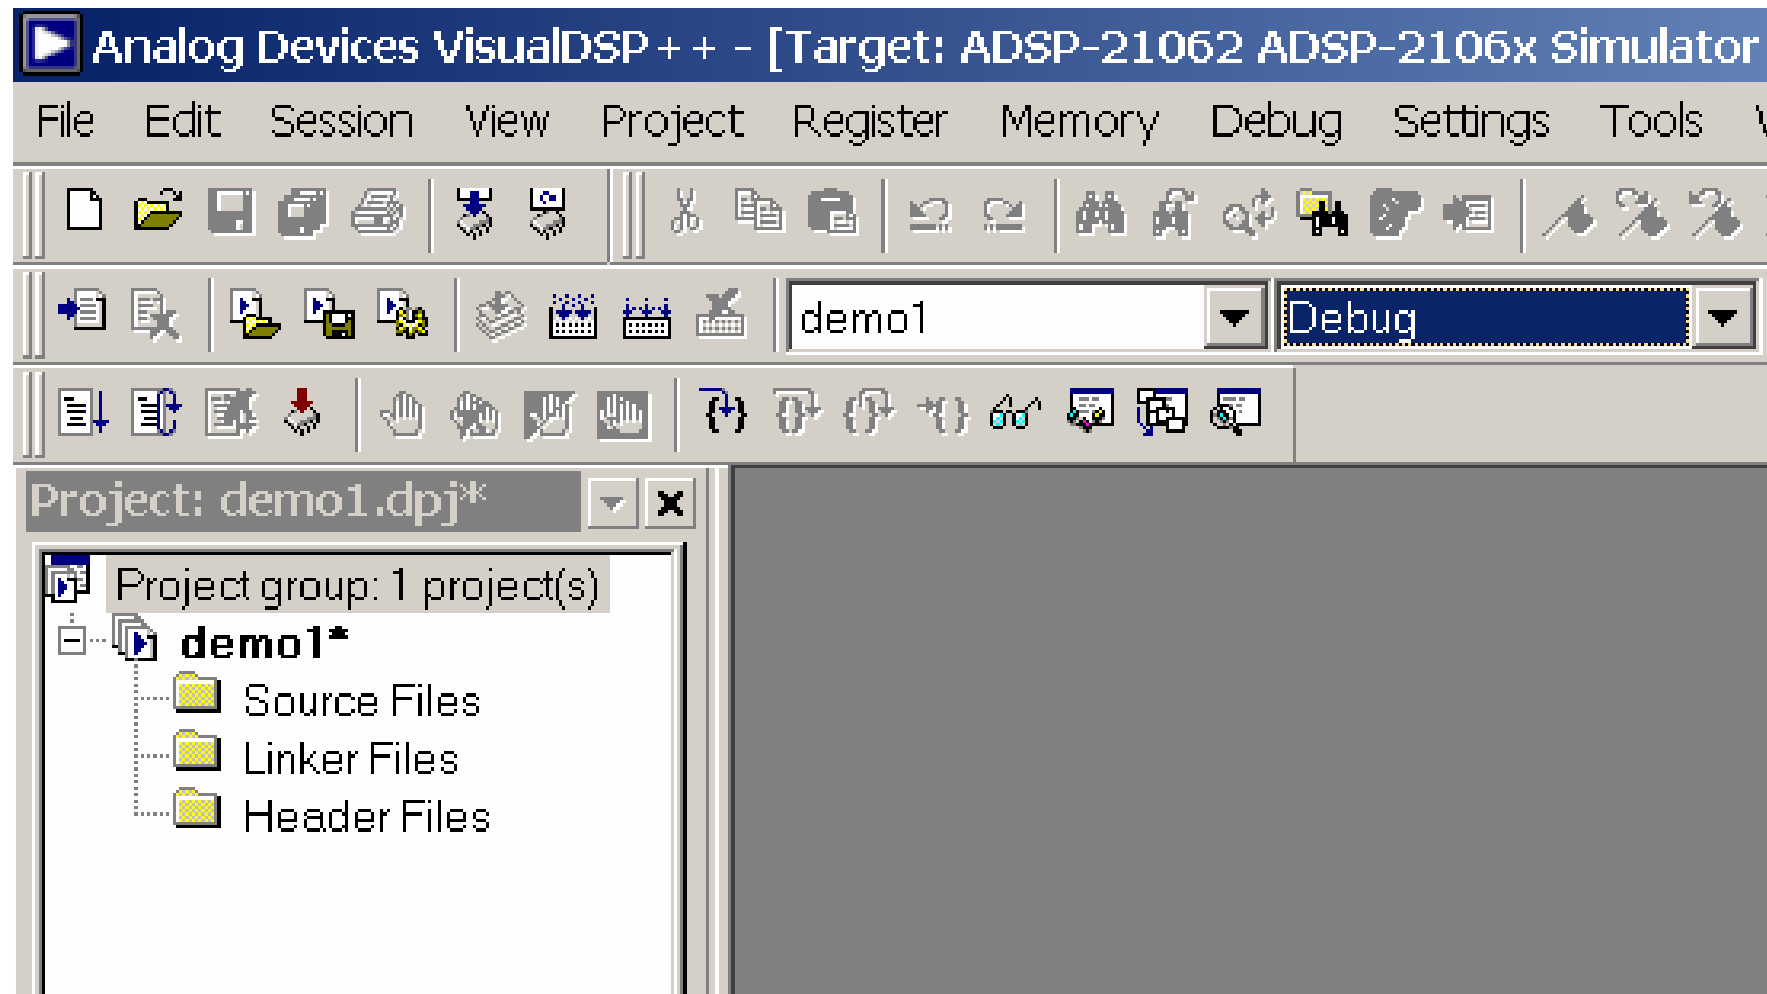 Analog Devices VisualDSP++ - [Target: ADSP-21062 ADSP-2106x Simulator
File Edit Session View Project Register Memory Debug Settings Tools
demo1 Debug
Project: demo1.dpj*
Project group: 1 project(s)
demo1*
Source Files
Linker Files
Header Files